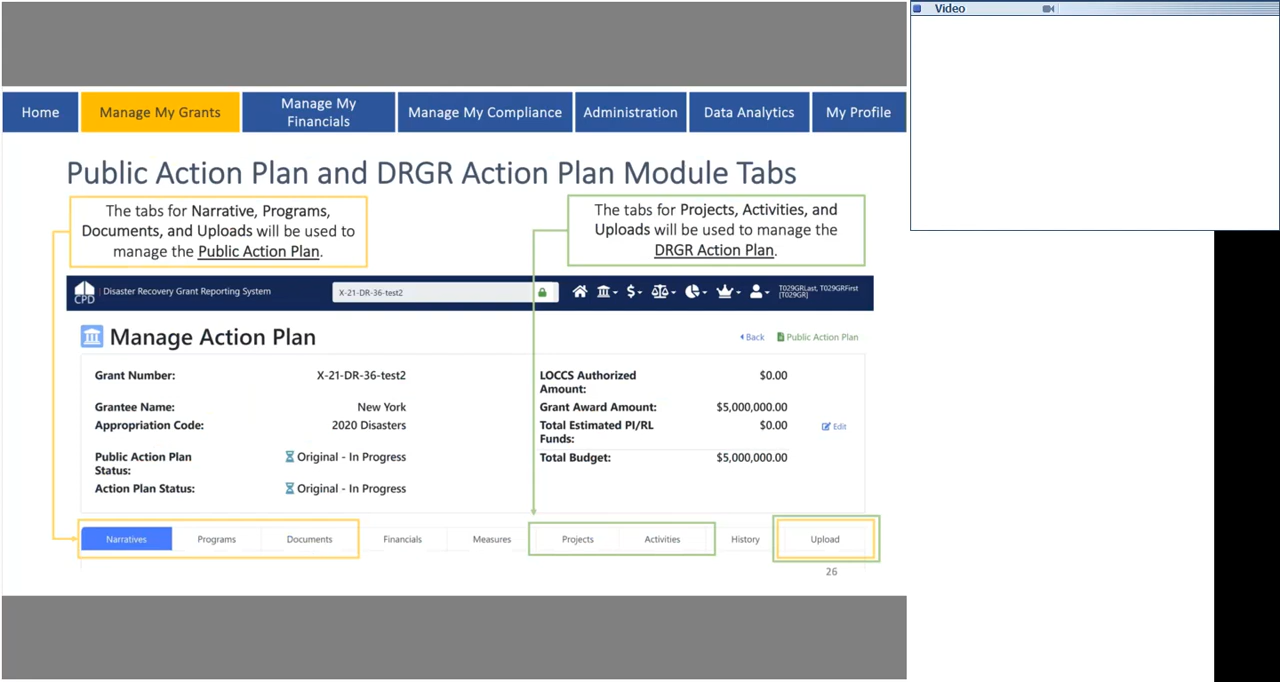 Video
Home
Manage My Grants
Manage My
Financials
Manage My Compliance
Administration
Data Analytics
My Profile
Public Action Plan and DRGR Action Plan Module Tabs
The tabs for Narrative, Programs,
Documents, and Uploads will be used to
manage the Public Action Plan.
The tabs for Projects, Activities, and
Uploads will be used to manage the
DRGR Action Plan.
CPD
Disaster Recovery Grant Reporting System
X-21-DR-36-test2
$
T029GRLast, T029GRFirst
[T029GR]
Manage Action Plan
Back
Public Action Plan
Grant Number: X-21-DR-36-test2
Grantee Name: New York
Appropriation Code: 2020 Disasters
Public Action Plan
Status:
Original - In Progress
Action Plan Status: Original - In Progress
LOCCS Authorized
Amount:
$0.00
Grant Award Amount: $5,000,000.00
Total Estimated PI/RL
Funds:
$0.00
Edit
Total Budget: $5,000,000.00
Narratives
Programs
Documents
Financials
Measures
Projects
Activities
History
Upload
26